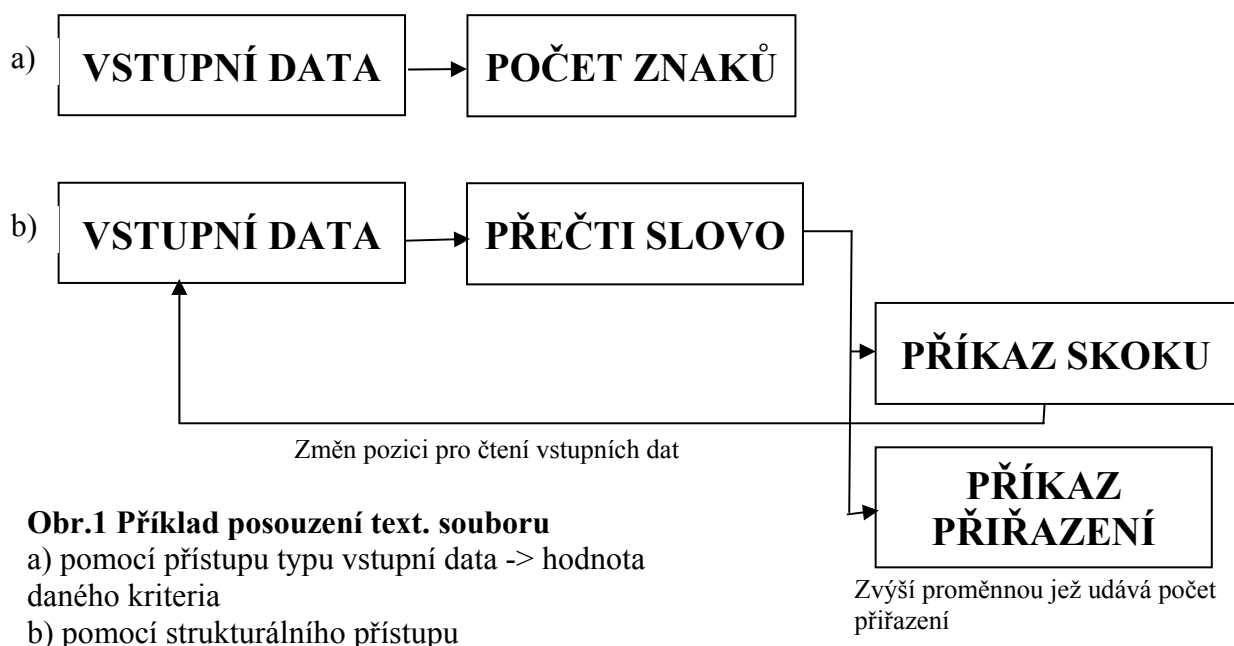 a)
VSTUPNÍ DATA
POČET ZNAKŮ
b)
VSTUPNÍ DATA
PŘEČTI SLOVO
PŘÍKAZ SKOKU
Změn pozici pro čtení vstupních dat
PŘÍKAZ
PŘIŘAZENÍ
Zvýší proměnnou jež udává počet
přiřazení
Obr.1 Příklad posouzení text. souboru
a) pomocí přístupu typu vstupní data -> hodnota
daného kriteria
b) pomocí strukturálního přístupu